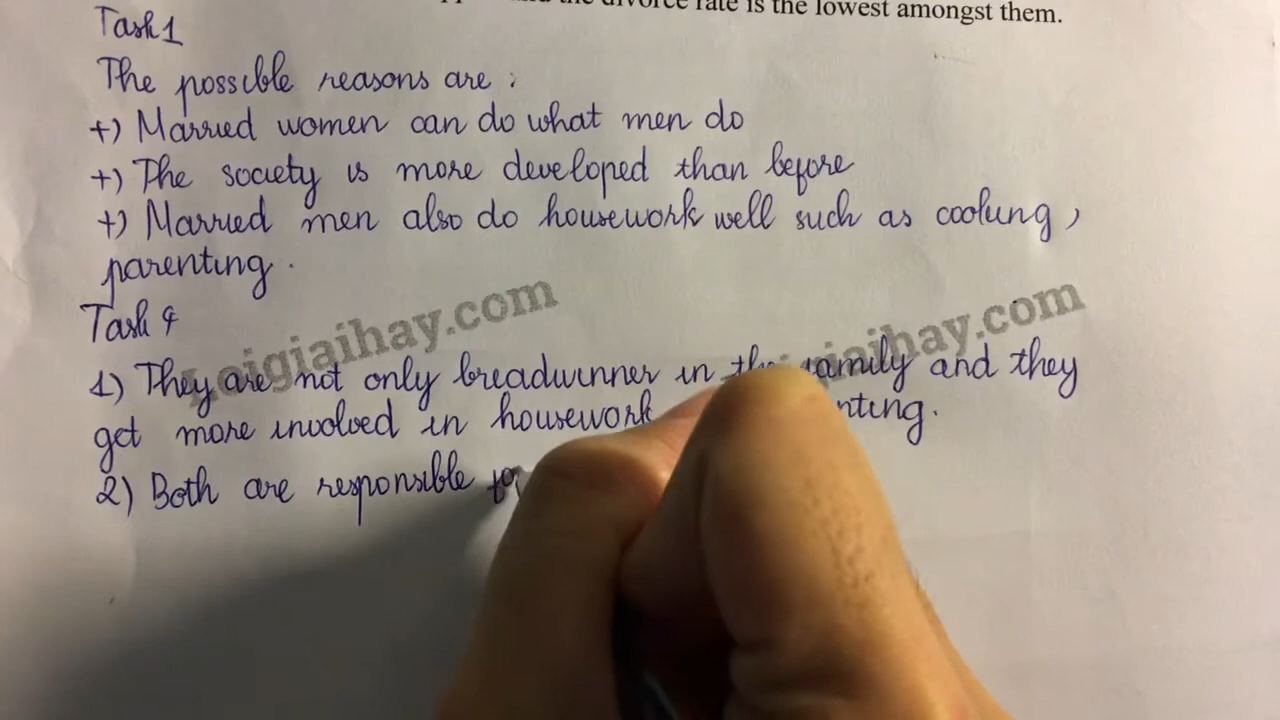 the divorce rate is the lowest amongst them.
Task 1
The possible reasons are :
+) Married women can do what men do
+) The society is more developed than before
+) Married men also do housework well such as cooking,
parenting.
Loigiaihay.com
Task 4
1) They are not only breadwinner in the family and they
get more involved in housework
2) Both are responsible